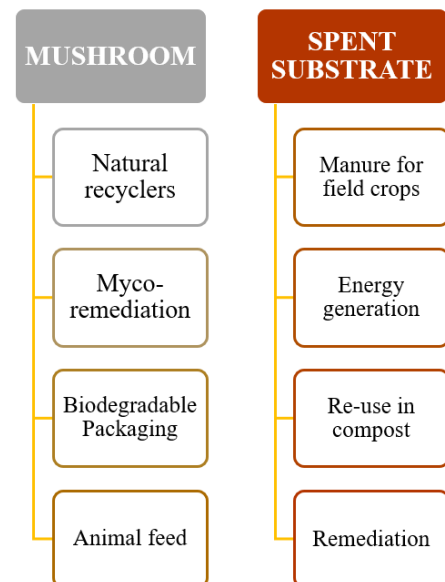 MUSHROOM
Natural
recyclers
Myco-
remediation
Biodegradable
Packaging
Animal feed
SPENT
SUBSTRATE
Manure for
field crops
Energy
generation
Re-use in
compost
Remediation